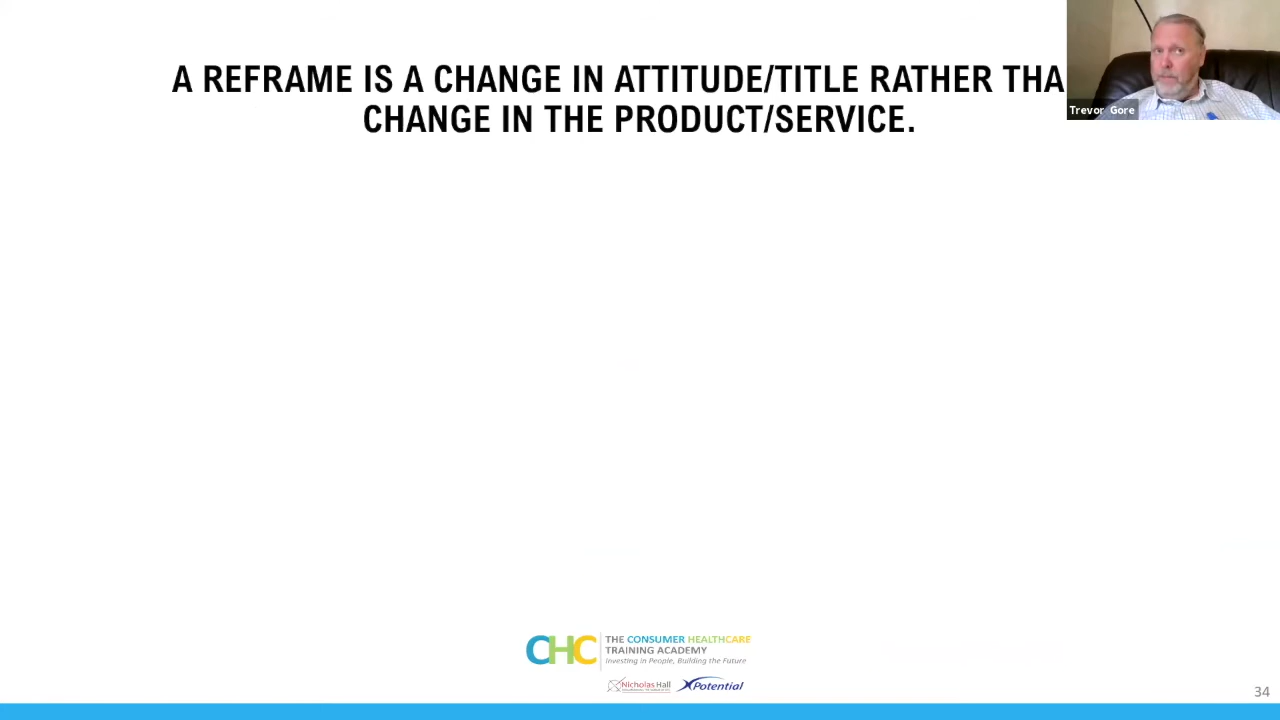 A REFRAME IS A CHANGE IN ATTITUDE/TITLE RATHER THA
CHANGE IN THE PRODUCT/SERVICE.
Trevor Gore
CHC
THE CONSUMER HEALTHCARE
TRAINING ACADEMY
Investing in People, Building the Future
Nicholas Hall
XPotential
34